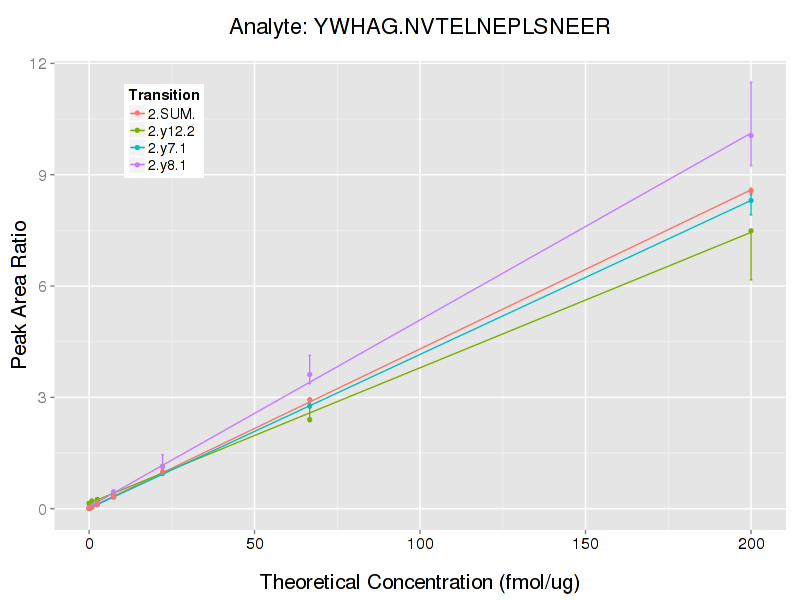 Analyte: YWHAG.NVTELNEPLSNEER
12
9
6
3
0
Peak Area Ratio
Transition
2.SUM.
2.y12.2
2.y7.1
2.y8.1
0 50 100 150 200
Theoretical Concentration (fmol/ug)